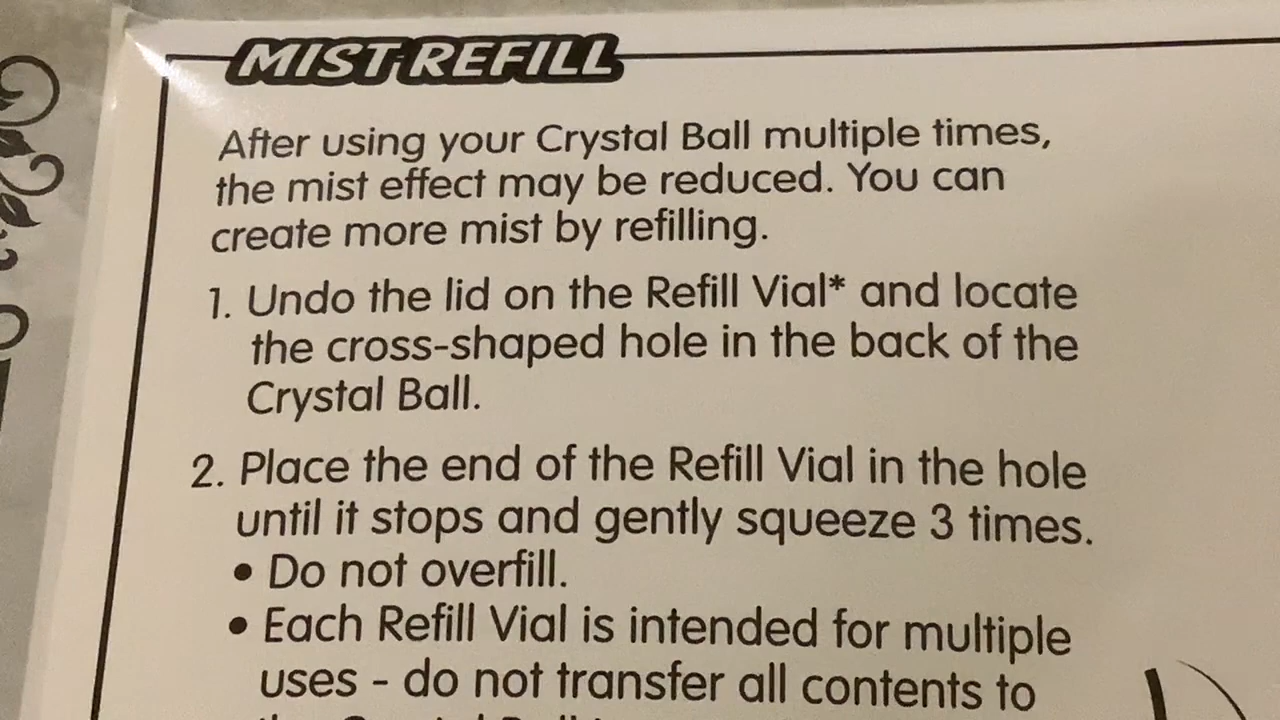 MIST REFILL
After using your Crystal Ball multiple times,
the mist effect may be reduced. You can
create more mist by refilling.
1. Undo the lid on the Refill Vial* and locate
the cross-shaped hole in the back of the
Crystal Ball.
2. Place the end of the Refill Vial in the hole
until it stops and gently squeeze 3 times.
• Do not overfill.
• Each Refill Vial is intended for multiple
uses - do not transfer all contents to